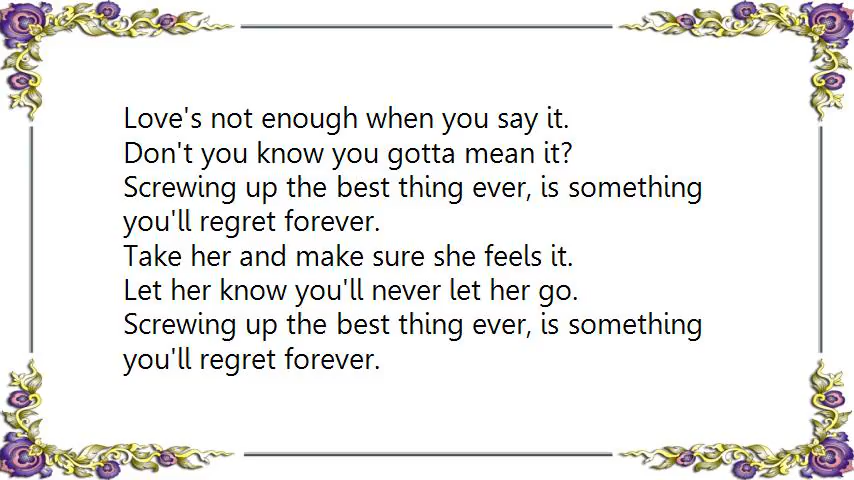 Love's not enough when you say it.
Don't you know you gotta mean it?
Screwing up the best thing ever, is something
you'll regret forever.
Take her and make sure she feels it.
Let her know you'll never let her go.
Screwing up the best thing ever, is something
you'll regret forever.